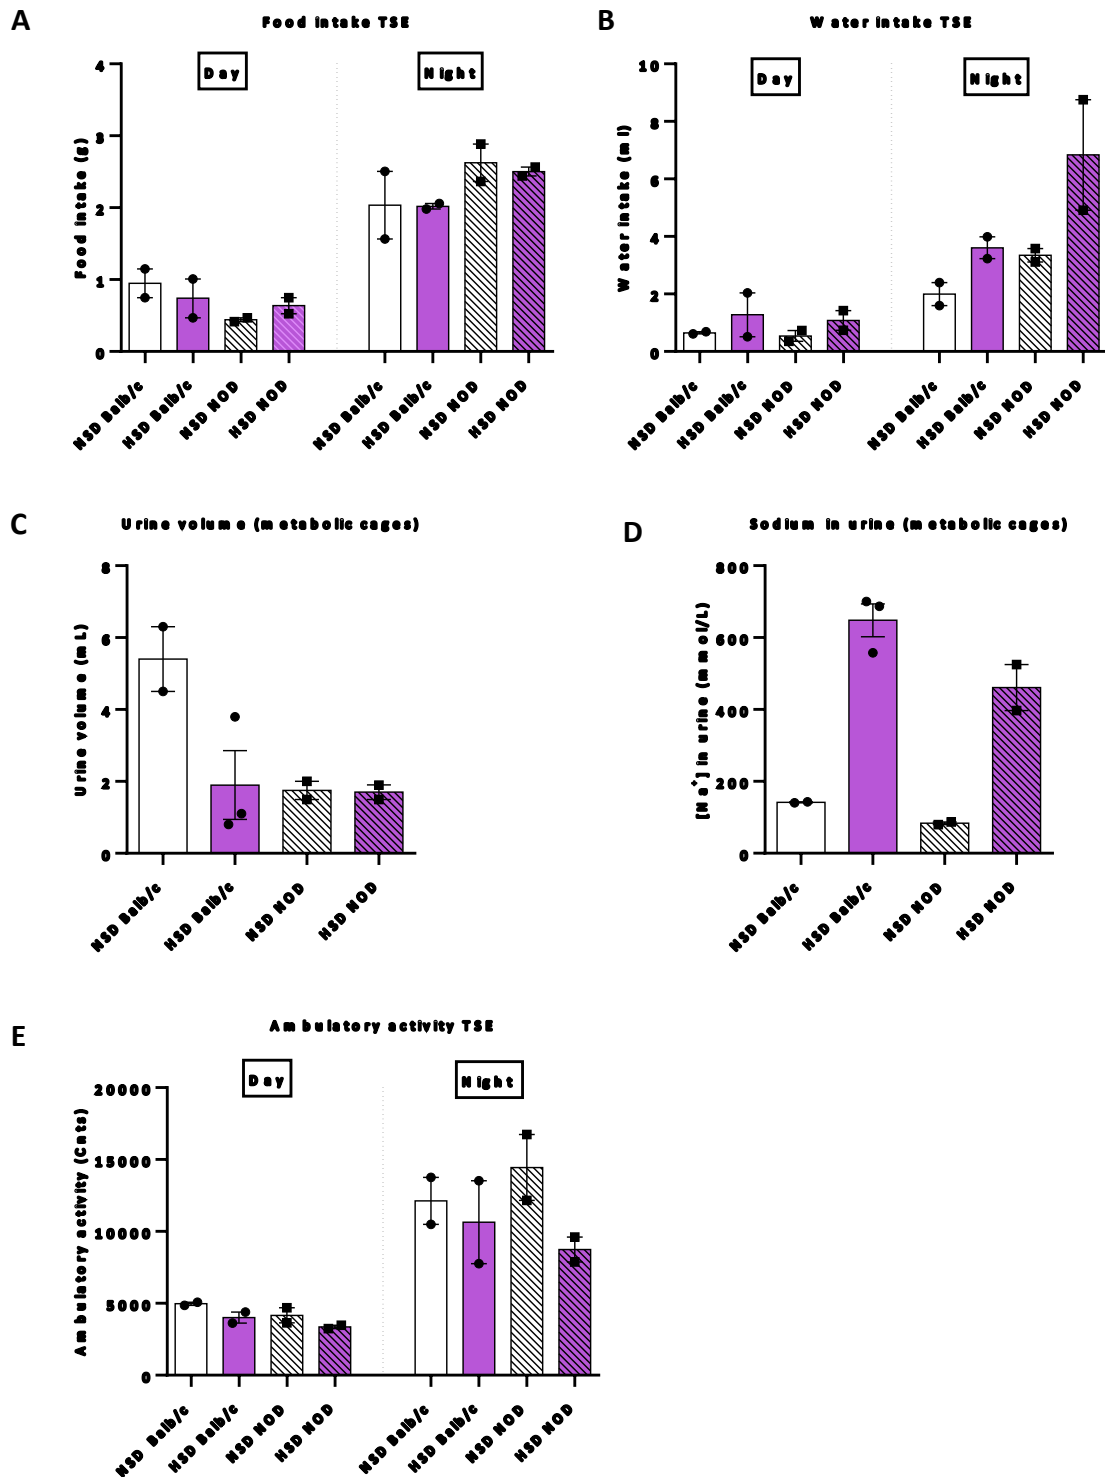 A
Food intake TSE
Day
Night
Food intake (g)
4
3
2
1
0
NSD Balb/c
HSD Balb/c
NSD NOD
HSD NOD
NSD Balb/c
HSD Balb/c
NSD NOD
HSD NOD
B
Water intake TSE
Day
Night
Water intake (ml)
10
8
6
4
2
0
NSD Balb/c
HSD Balb/c
NSD NOD
HSD NOD
NSD Balb/c
HSD Balb/c
NSD NOD
HSD NOD
C
Urine volume (metabolic cages)
Urine volume (mL)
8
6
4
2
0
NSD Balb/c
HSD Balb/c
NSD NOD
HSD NOD
D
Sodium in urine (metabolic cages)
[Na+] in urine (mmol/L)
800
600
400
200
0
NSD Balb/c
HSD Balb/c
NSD NOD
HSD NOD
E
Ambulatory activity TSE
Day
Night
Ambulatory activity (Cnts)
20000
15000
10000
5000
0
NSD Balb/c
HSD Balb/c
NSD NOD
HSD NOD
NSD Balb/c
HSD Balb/c
NSD NOD
HSD NOD